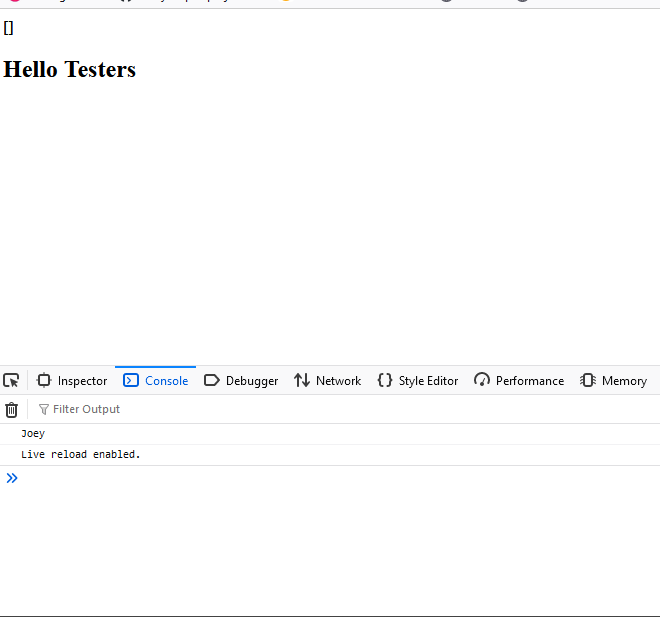 []
Hello Testers
Inspector Console Debugger Network Style Editor Performance Memory
Filter Output
Joey
Live reload enabled.